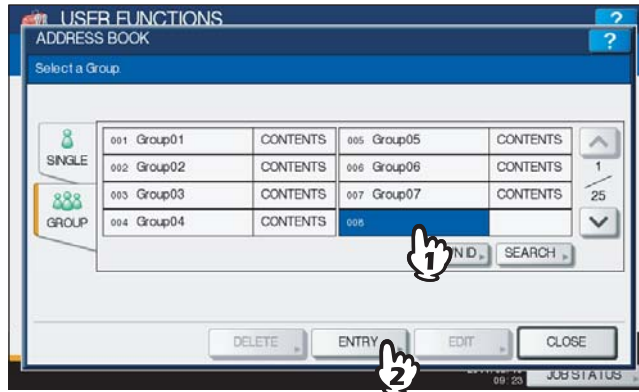 USER FUNCTIONS ?
ADDRESS BOOK ?
Select a Group.
SINGLE
GROUP
001 Group01 CONTENTS 005 Group05 CONTENTS
002 Group02 CONTENTS 006 Group06 CONTENTS
003 Group03 CONTENTS 007 Group07 CONTENTS
004 Group04 CONTENTS 008
1
25
1
SEARCH
DELETE ENTRY EDIT CLOSE
2
09:23 JOB STATUS